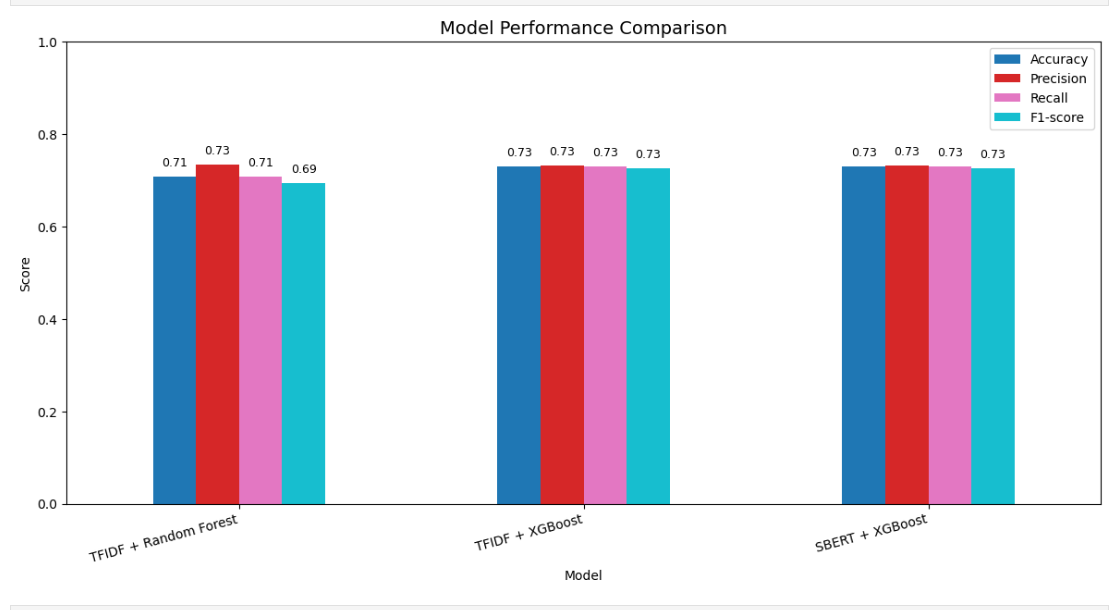 Model Performance Comparison
1.0
0.8
0.6
0.4
0.2
0.0
Score
Accuracy
Precision
Recall
F1-score
0.71
0.73
0.71
0.69
0.73
0.73
0.73
0.73
0.73
0.73
0.73
0.73
TFIDF + Random Forest
TFIDF + XGBoost
SBERT + XGBoost
Model